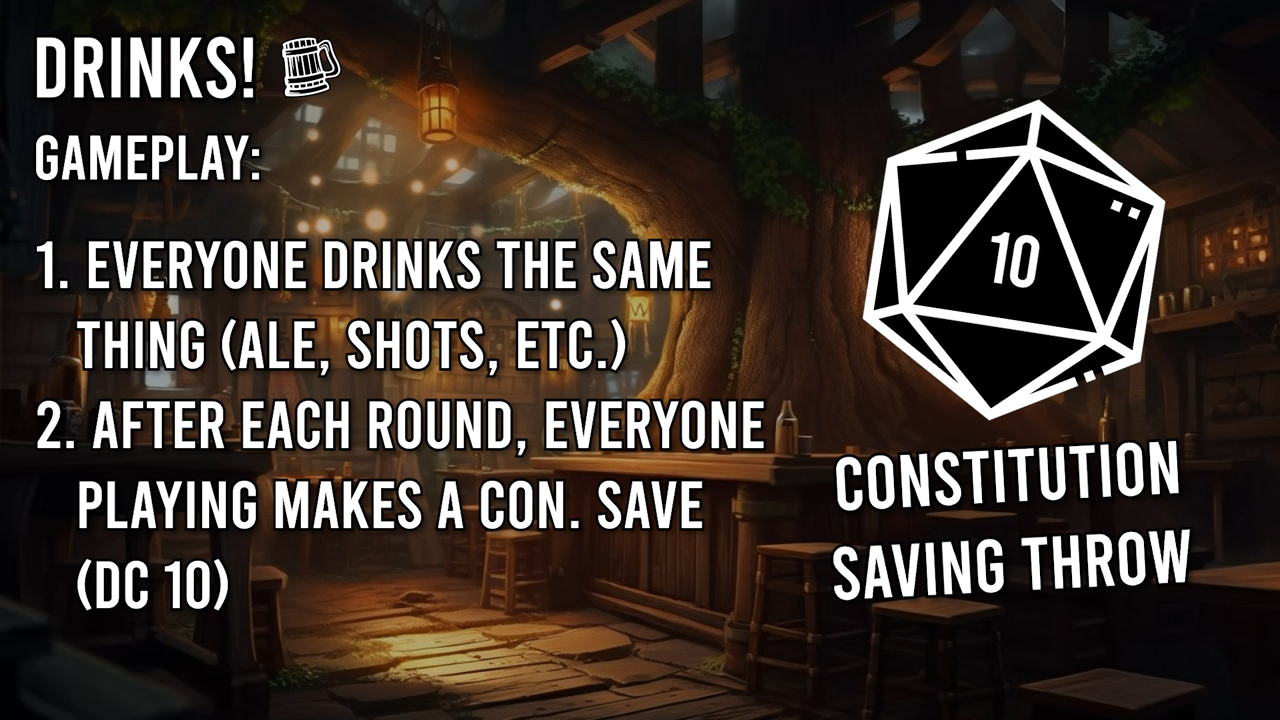 DRINKS!
GAMEPLAY:
1. EVERYONE DRINKS THE SAME
THING (ALE, SHOTS, ETC.)
2. AFTER EACH ROUND, EVERYONE
PLAYING MAKES A CON. SAVE
(DC 10)
10
CONSTITUTION
SAVING THROW